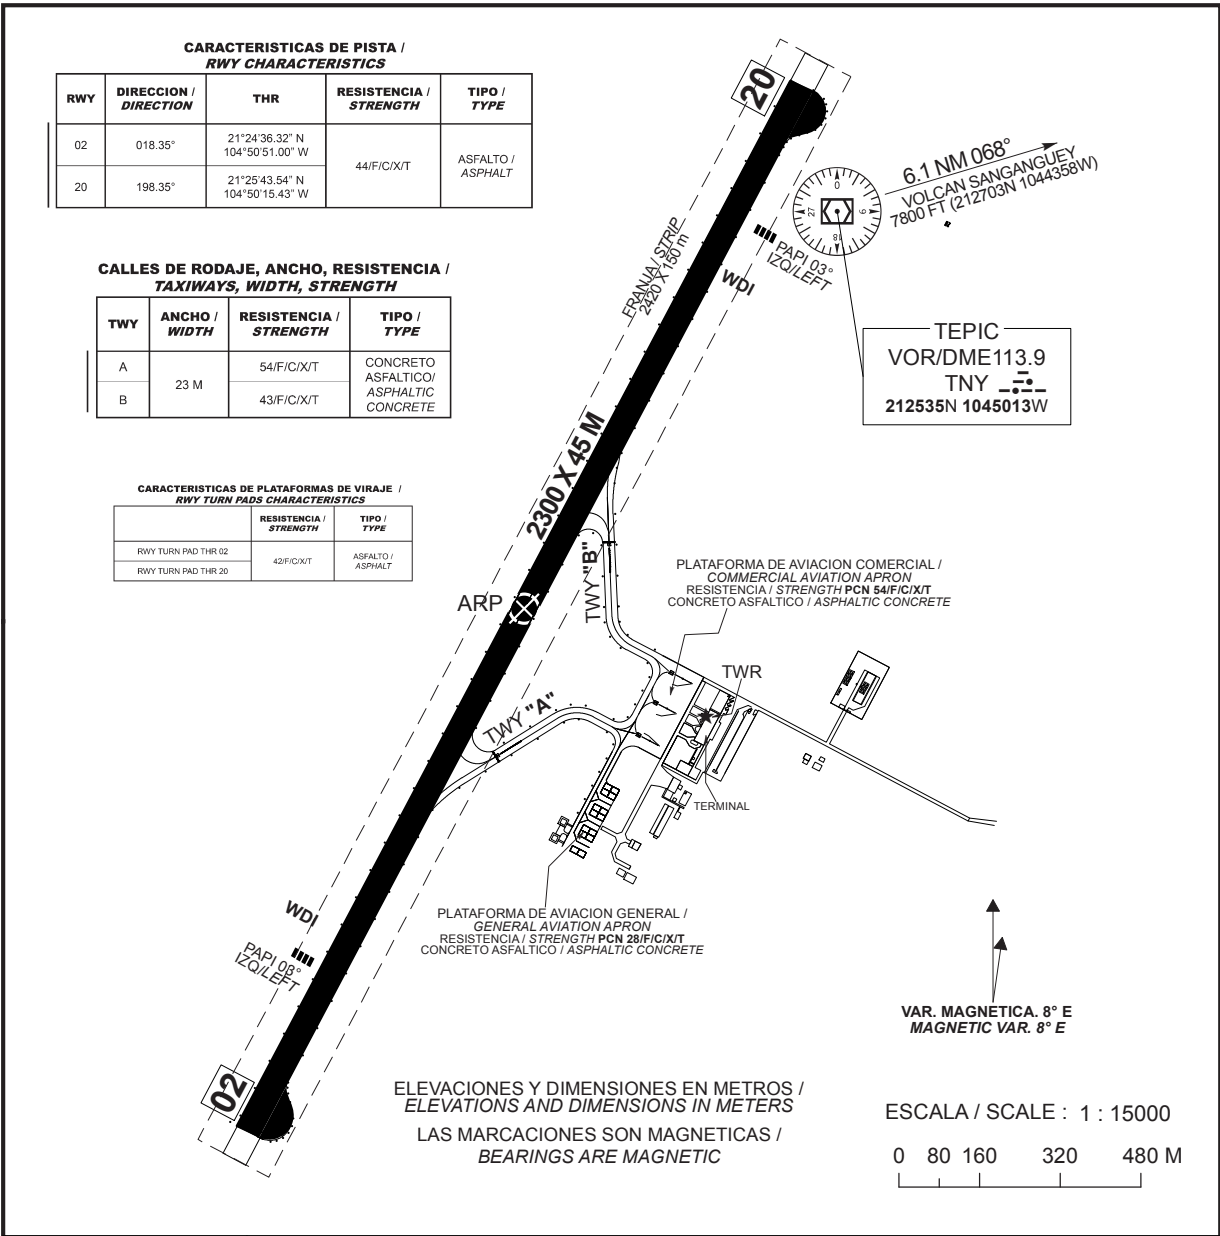 CARACTERISTICAS DE PISTA /
RWY CHARACTERISTICS
RWY
DIRECCION /
DIRECTION
THR
RESISTENCIA /
STRENGTH
TIPO /
TYPE
02
018.35°
21°24'36.32" N
104°50'51.00" W
44/F/C/X/T
ASFALTO /
ASPHALT
20
198.35°
21°25'43.54" N
104°50'15.43" W
CALLES DE RODAJE, ANCHO, RESISTENCIA /
TAXIWAYS, WIDTH, STRENGTH
TWY
ANCHO /
WIDTH
RESISTENCIA /
STRENGTH
TIPO /
TYPE
A
23 M
54/F/C/X/T
CONCRETO
ASFALTICO/
ASPHALTIC
CONCRETE
B
43/F/C/X/T
CARACTERISTICAS DE PLATAFORMAS DE VIRAJE /
RWY TURN PADS CHARACTERISTICS
RESISTENCIA /
STRENGTH
TIPO /
TYPE
RWY TURN PAD THR 02
42/F/C/X/T
ASFALTO /
ASPHALT
RWY TURN PAD THR 20
20
6.1 NM 068°
VOLCAN SANGANGUEY
7800 FT (212703N 1044358W)
0
9
18
27
PAPI 03°
IZQ/LEFT
WDI
FRANJA / STRIP
2420 X 150 m
TEPIC
VOR/DME113.9
TNY
212535N 1045013W
2300 X 45 M
ARP
TWY "B"
PLATAFORMA DE AVIACION COMERCIAL /
COMMERCIAL AVIATION APRON
RESISTENCIA / STRENGTH PCN 54/F/C/X/T
CONCRETO ASFALTICO / ASPHALTIC CONCRETE
TWR
TWY "A"
TERMINAL
PLATAFORMA DE AVIACION GENERAL /
GENERAL AVIATION APRON
RESISTENCIA / STRENGTH PCN 28/F/C/X/T
CONCRETO ASFALTICO / ASPHALTIC CONCRETE
WDI
PAPI 03°
IZQ/LEFT
02
VAR. MAGNETICA. 8° E
MAGNETIC VAR. 8° E
ELEVACIONES Y DIMENSIONES EN METROS /
ELEVATIONS AND DIMENSIONS IN METERS
LAS MARCACIONES SON MAGNETICAS /
BEARINGS ARE MAGNETIC
ESCALA / SCALE : 1 : 15000
0 80 160 320 480 M